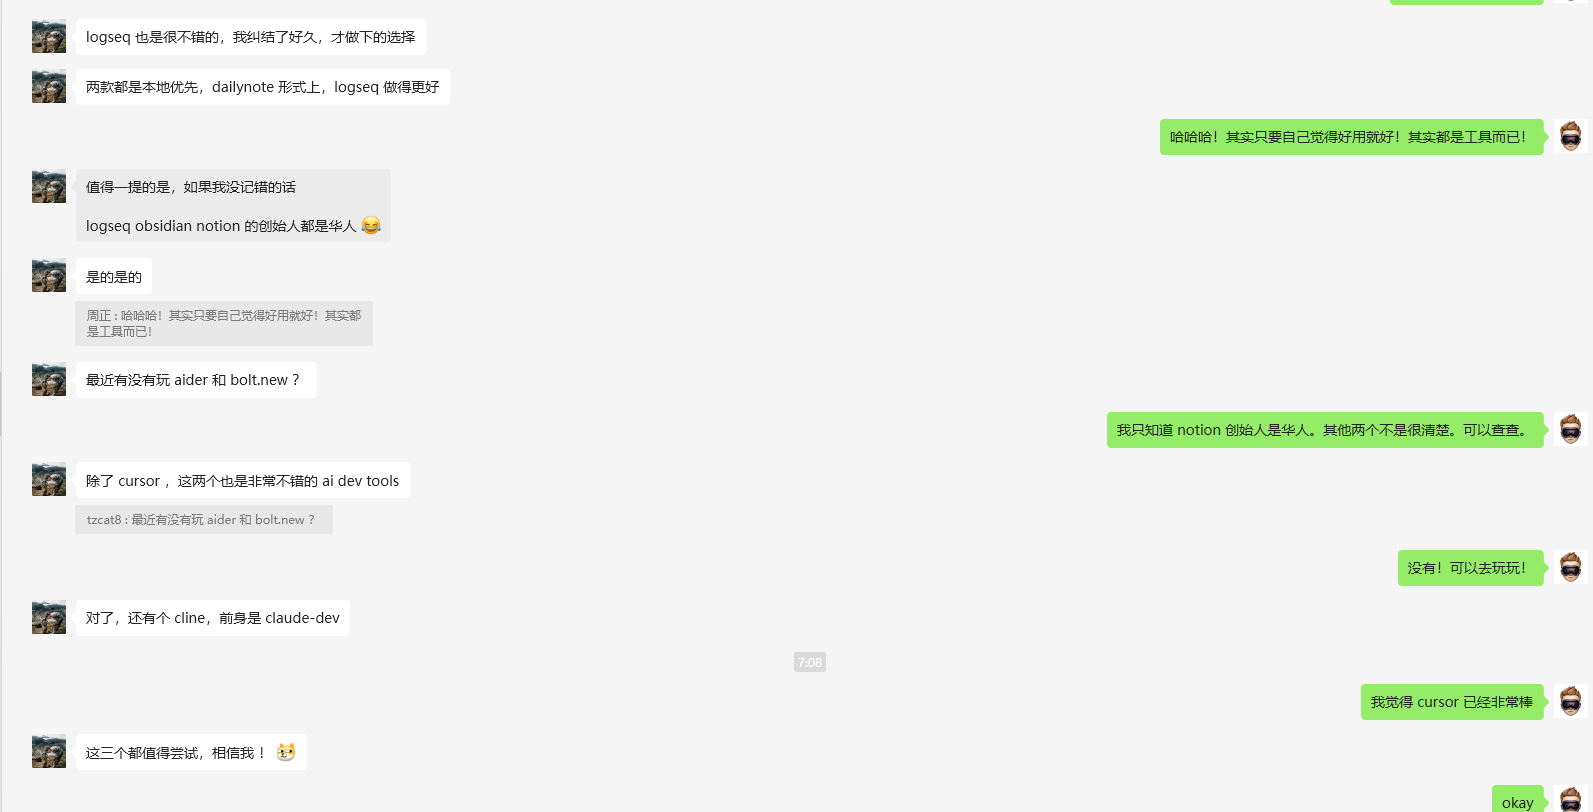 logseq 也是很不错的，我纠结了好久，才做下的选择
两款都是本地优先，dailynote 形式上，logseq 做得更好
哈哈哈！其实只要自己觉得好用就好！其实都是工具而已！
值得一提的是，如果我没记错的话
logseq obsidian notion 的创始人都是华人 😂
是的是的
周正 : 哈哈哈！其实只要自己觉得好用就好！其实都
是工具而已！
最近有没有玩 aider 和 bolt.new ？
我只知道 notion 创始人是华人。其他两个不是很清楚。可以查查。
除了 cursor ，这两个也是非常不错的 ai dev tools
tzcat8 : 最近有没有玩 aider 和 bolt.new ？
没有！可以去玩玩！
对了，还有个 cline，前身是 claude-dev
7:08
我觉得 cursor 已经非常棒
这三个都值得尝试，相信我 ！
okay